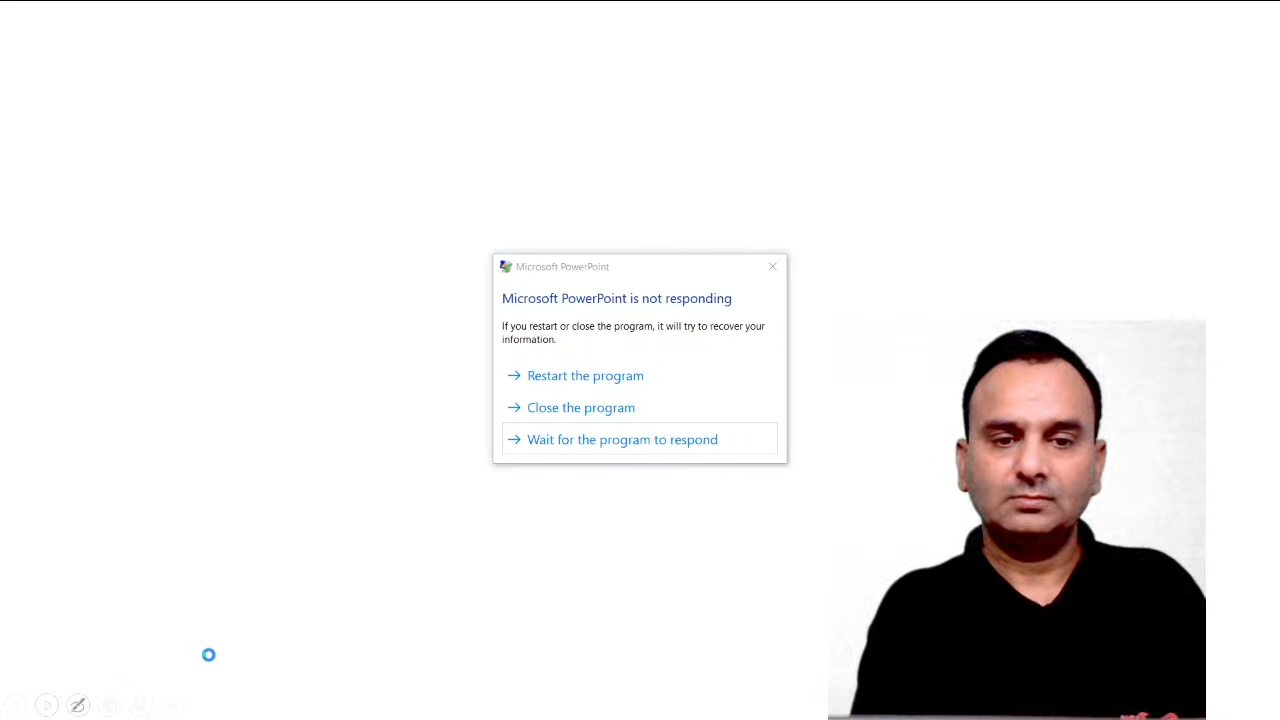 Microsoft PowerPoint
Microsoft PowerPoint is not responding
If you restart or close the program, it will try to recover your
information.
Restart the program
Close the program
Wait for the program to respond